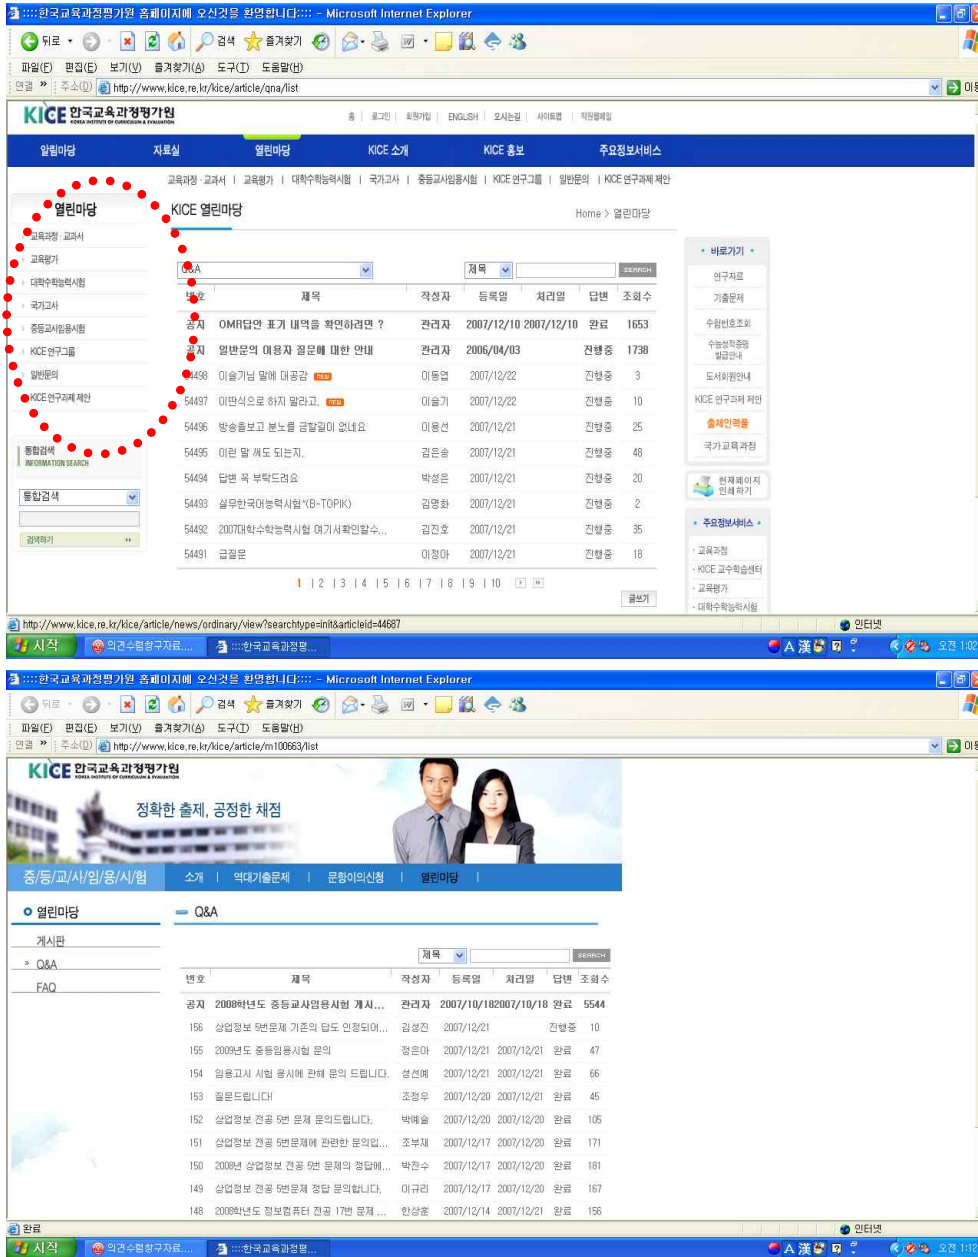 ::::한국교육과정평가원 홈페이지에 오신것을 환영합니다:::: - Microsoft Internet Explorer
뒤로 검색 즐겨찾기
파일(F) 편집(E) 보기(V) 즐겨찾기(A) 도구(T) 도움말(H)
연결 » 주소(D) http://www.kice.re.kr/kice/article/qna/list
KICE 한국교육과정평가원
KOREA INSTITUTE OF CURRICULUM & EVALUATION
홈 | 로그인 | 회원가입 | ENGLISH | 오시는길 | 사이트맵 | 직원웹메일
알림마당 자료실 열린마당 KICE 소개 KICE 홍보 주요정보서비스
교육과정·교과서 | 교육평가 | 대학수학능력시험 | 국가고사 | 중등교사임용시험 | KICE 연구그룹 | 일반문의 | KICE 연구과제 제안
열린마당
교육과정·교과서
교육평가
대학수학능력시험
국가고사
중등교사임용시험
KICE 연구그룹
일반문의
KICE 연구과제 제안
통합검색
INFORMATION SEARCH
통합검색
검색하기
KICE 열린마당 Home > 열린마당
Q&A 제목 SEARCH
번호 제목 작성자 등록일 처리일 답변 조회수
공지 OMR답안 표기 내역을 확인하려면 ? 관리자 2007/12/10 2007/12/10 완료 1653
공지 일반문의 이용자 질문에 대한 안내 관리자 2006/04/03 진행중 1738
54498 이슬기님 말에 대공감 NEW 이동엽 2007/12/22 진행중 3
54497 이딴식으로 하지 말라고. NEW 이슬기 2007/12/22 진행중 10
54496 방송을보고 분노를 금할길이 없네요 이용선 2007/12/21 진행중 25
54495 이런 말 써도 되는지. 김은송 2007/12/21 진행중 48
54494 답변 꼭 부탁드려요 박성은 2007/12/21 진행중 20
54493 실무한국어능력시험"(B-TOPIK) 김명화 2007/12/21 진행중 2
54492 2007대학수학능력시험 여기서확인할수... 김진호 2007/12/21 진행중 35
54491 급질문 이정아 2007/12/21 진행중 18
1 | 2 | 3 | 4 | 5 | 6 | 7 | 8 | 9 | 10
글쓰기
바로가기
연구자료
기출문제
수험번호조회
수능성적증명
발급안내
도서회원안내
KICE 연구과제 제안
출제인력풀
국가교육과정
현재페이지
인쇄하기
주요정보서비스
교육과정
KICE 교수학습센터
교육평가
대학수학능력시험
http://www.kice.re.kr/kice/article/news/ordinary/view?searchtype=init&articleid=44687 인터넷
시작 의견수렴창구자료.... ::::한국교육과정평... A 漢 오전 1:02
::::한국교육과정평가원 홈페이지에 오신것을 환영합니다:::: - Microsoft Internet Explorer
뒤로 검색 즐겨찾기
파일(F) 편집(E) 보기(V) 즐겨찾기(A) 도구(T) 도움말(H)
연결 » 주소(D) http://www.kice.re.kr/kice/article/m100663/list
KICE 한국교육과정평가원
KOREA INSTITUTE OF CURRICULUM & EVALUATION
정확한 출제, 공정한 채점
중/등/교/사/임/용/시/험 소개 | 역대기출문제 | 문항이의신청 | 열린마당 |
열린마당
게시판
» Q&A
FAQ
Q&A
제목 SEARCH
번호 제목 작성자 등록일 처리일 답변 조회수
공지 2008학년도 중등교사임용시험 게시... 관리자 2007/10/18 2007/10/18 완료 5544
156 상업정보 5번문제 기존의 답도 인정되어... 김성진 2007/12/21 진행중 10
155 2009년도 중등임용시험 문의 정은아 2007/12/21 2007/12/21 완료 47
154 임용고시 시험 응시에 관해 문의 드립니다. 성선예 2007/12/21 2007/12/21 완료 66
153 질문드립니다! 조정우 2007/12/20 2007/12/21 완료 45
152 상업정보 전공 5번 문제 문의드립니다. 박예슬 2007/12/20 2007/12/20 완료 105
151 상업정보 전공 5번문제에 관련한 문의입... 조부재 2007/12/17 2007/12/20 완료 171
150 2008년 상업정보 전공 5번 문제의 정답에... 박진수 2007/12/17 2007/12/20 완료 181
149 상업정보 전공 5번문제 정답 문의합니다. 이규리 2007/12/17 2007/12/20 완료 167
148 2008학년도 정보컴퓨터 전공 17번 문제 ... 한상훈 2007/12/14 2007/12/21 완료 156
완료 인터넷
시작 의견수렴창구자료.... ::::한국교육과정평... A 漢 오전 1:12